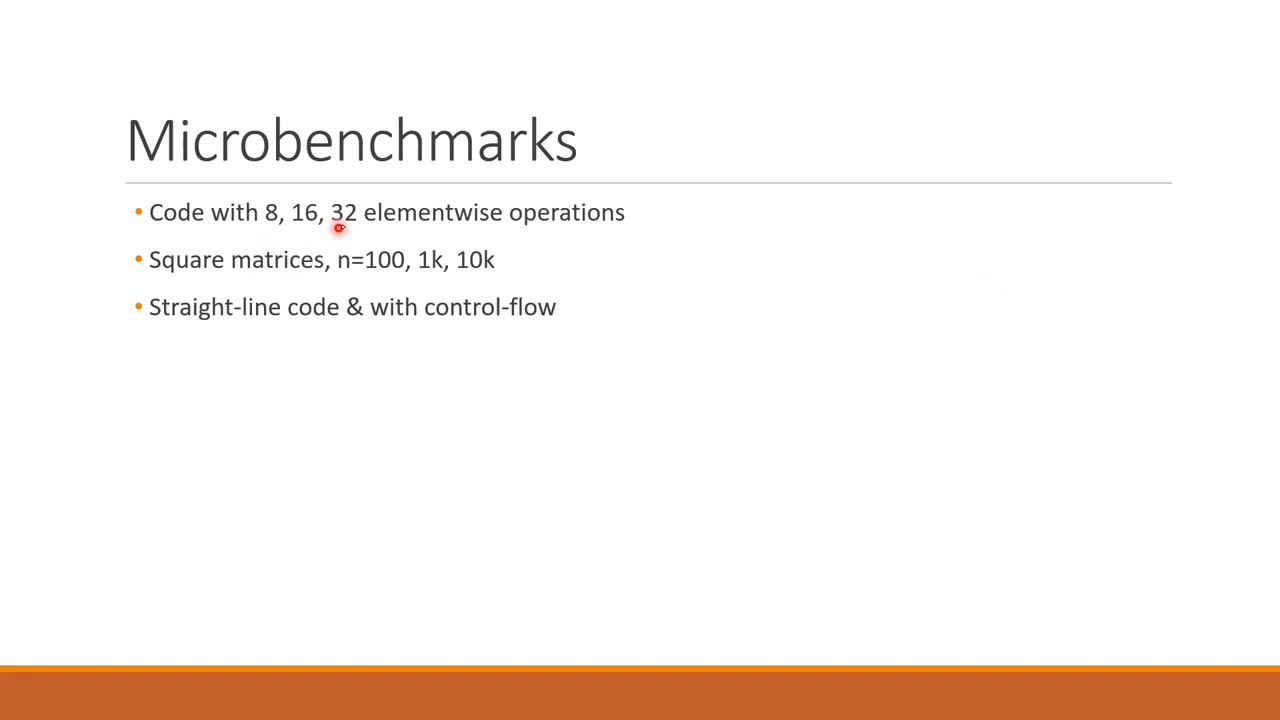 Microbenchmarks
• Code with 8, 16, 32 elementwise operations
• Square matrices, n=100, 1k, 10k
• Straight-line code & with control-flow